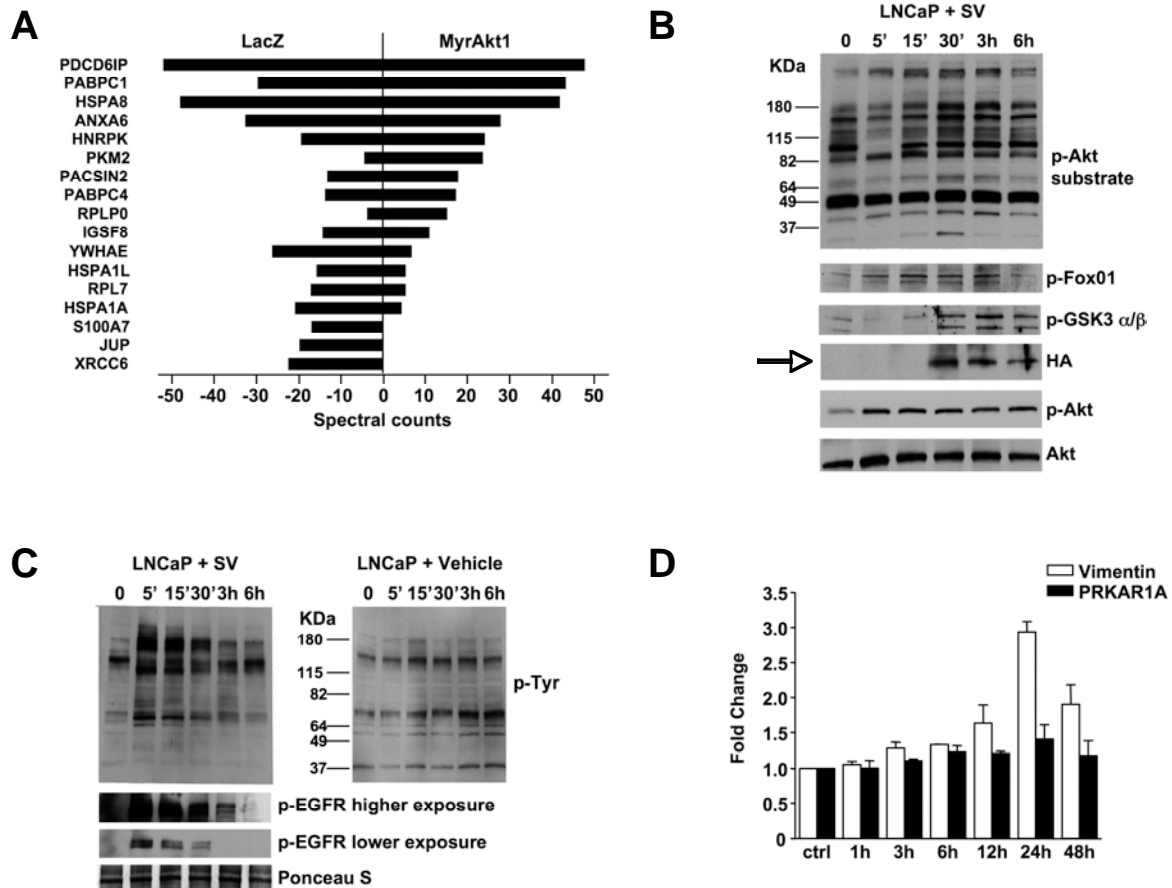 A
LacZ MyrAkt1
PDCD6IP
PABPC1
HSPA8
ANXA6
HNRPK
PKM2
PACSIN2
PABPC4
RPLP0
IGSF8
YWHAE
HSPA1L
RPL7
HSPA1A
S100A7
JUP
XRCC6
-50 -40 -30 -20 -10 0 10 20 30 40 50
Spectral counts
B
LNCaP + SV
0 5' 15' 30' 3h 6h
KDa
180
115
82
64
49
37
p-Akt
substrate
p-Fox01
p-GSK3 α/β
HA
p-Akt
Akt
C
LNCaP + SV
0 5' 15' 30' 3h 6h
LNCaP + Vehicle
0 5' 15' 30' 3h 6h
KDa
180
115
82
64
49
37
p-Tyr
p-EGFR higher exposure
p-EGFR lower exposure
Ponceau S
D
Vimentin
PRKAR1A
Fold Change
3.5
3.0
2.5
2.0
1.5
1.0
0.5
0
ctrl 1h 3h 6h 12h 24h 48h